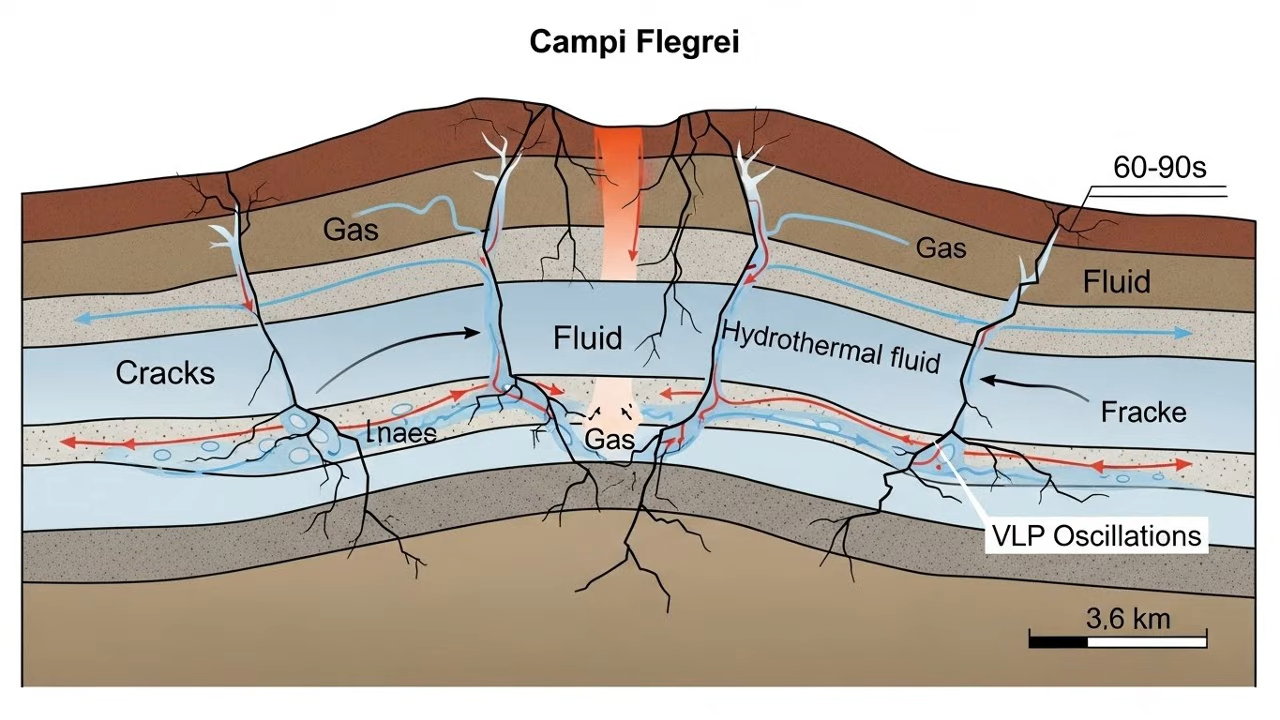 Campi Flegrei
60-90s
Gas
Gas
Fluid
Fluid
Hydrothermal fluid
Cracks
Fracke
Lnaes
Gas
VLP Oscillations
3,6 km